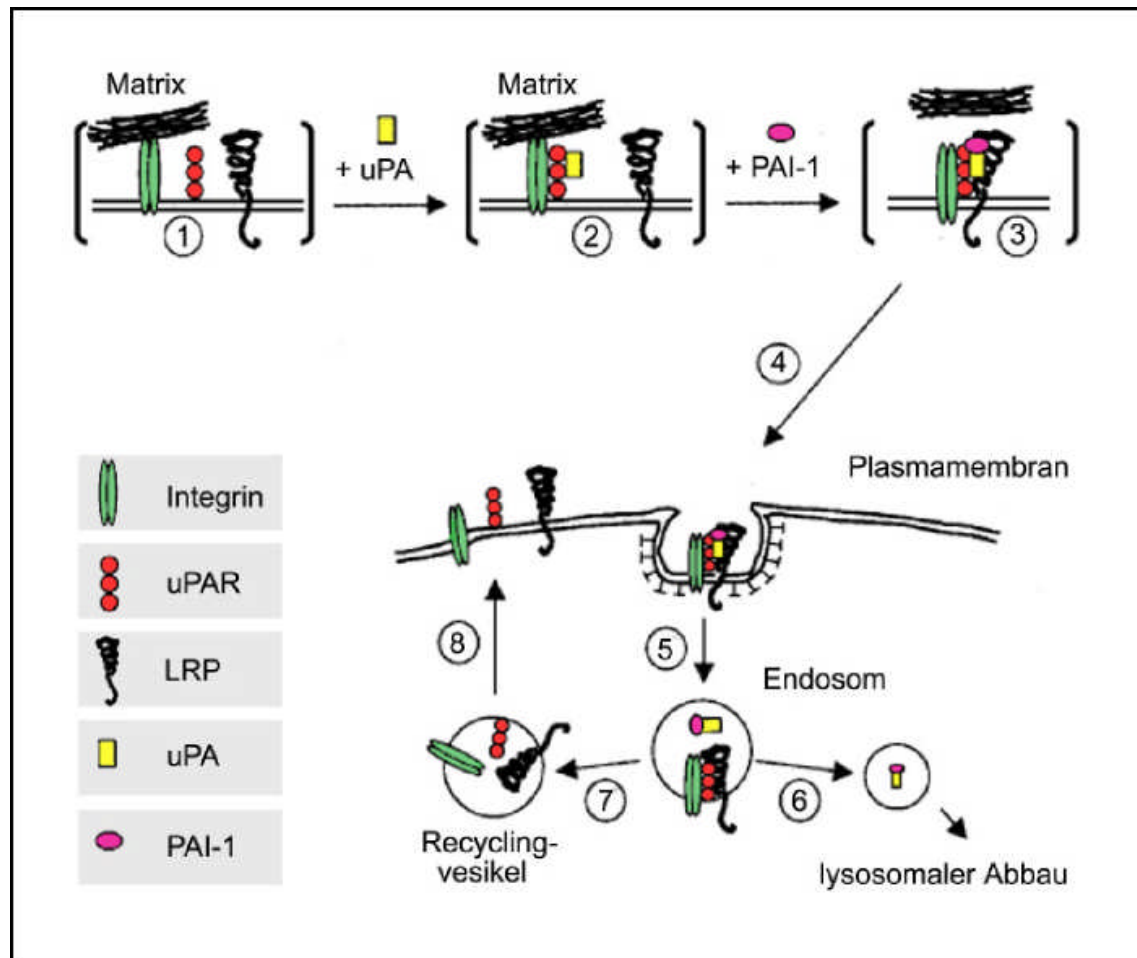 Matrix
+ uPA
Matrix
+ PAI-1
1
2
3
4
Plasmamembran
Integrin
uPAR
LRP
uPA
PAI-1
8
5
Endosom
7
6
Recycling-
vesikel
lysosomaler Abbau